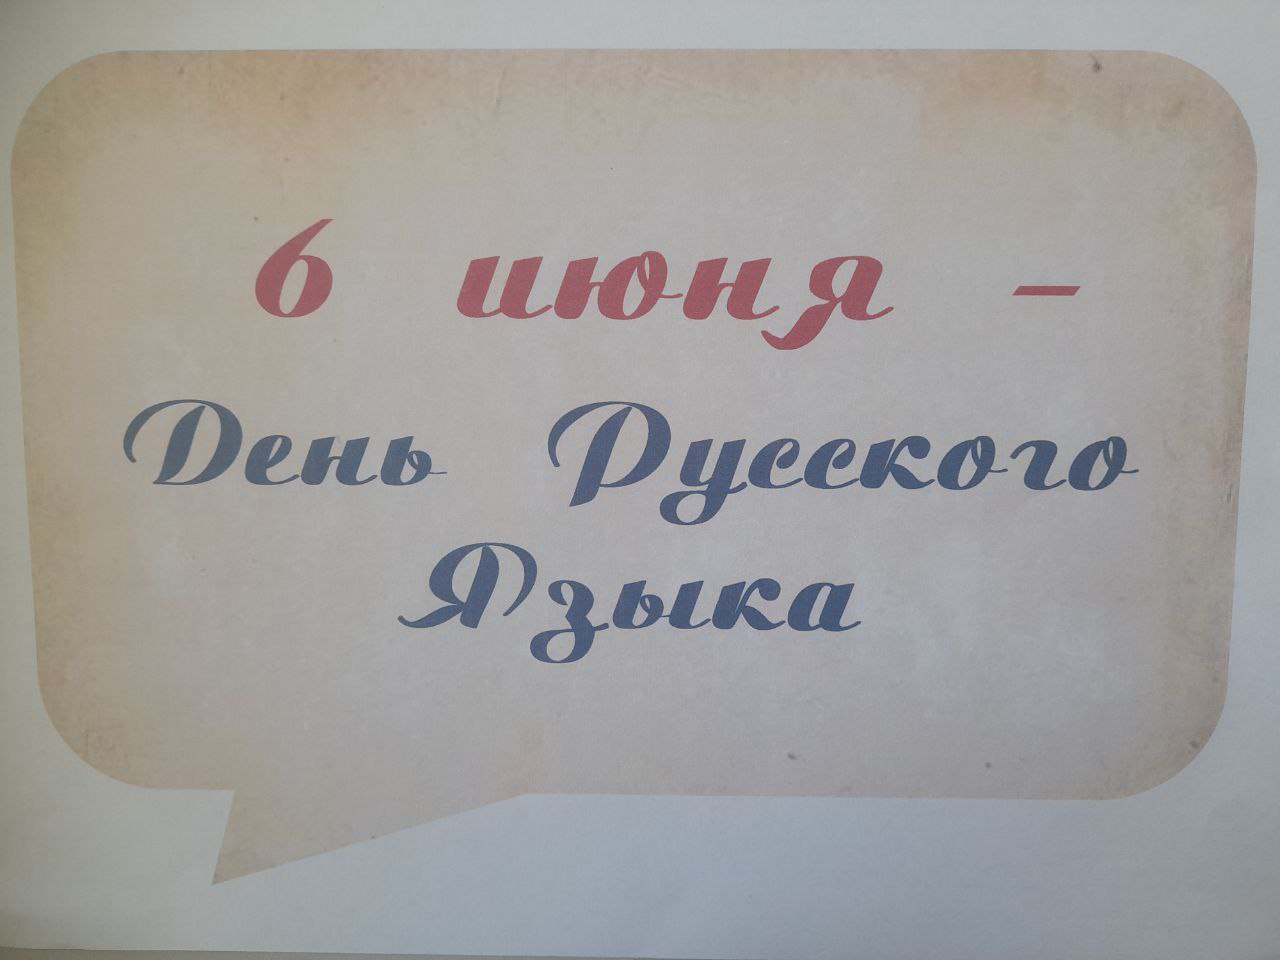 6 июня –
День Русского
Языка